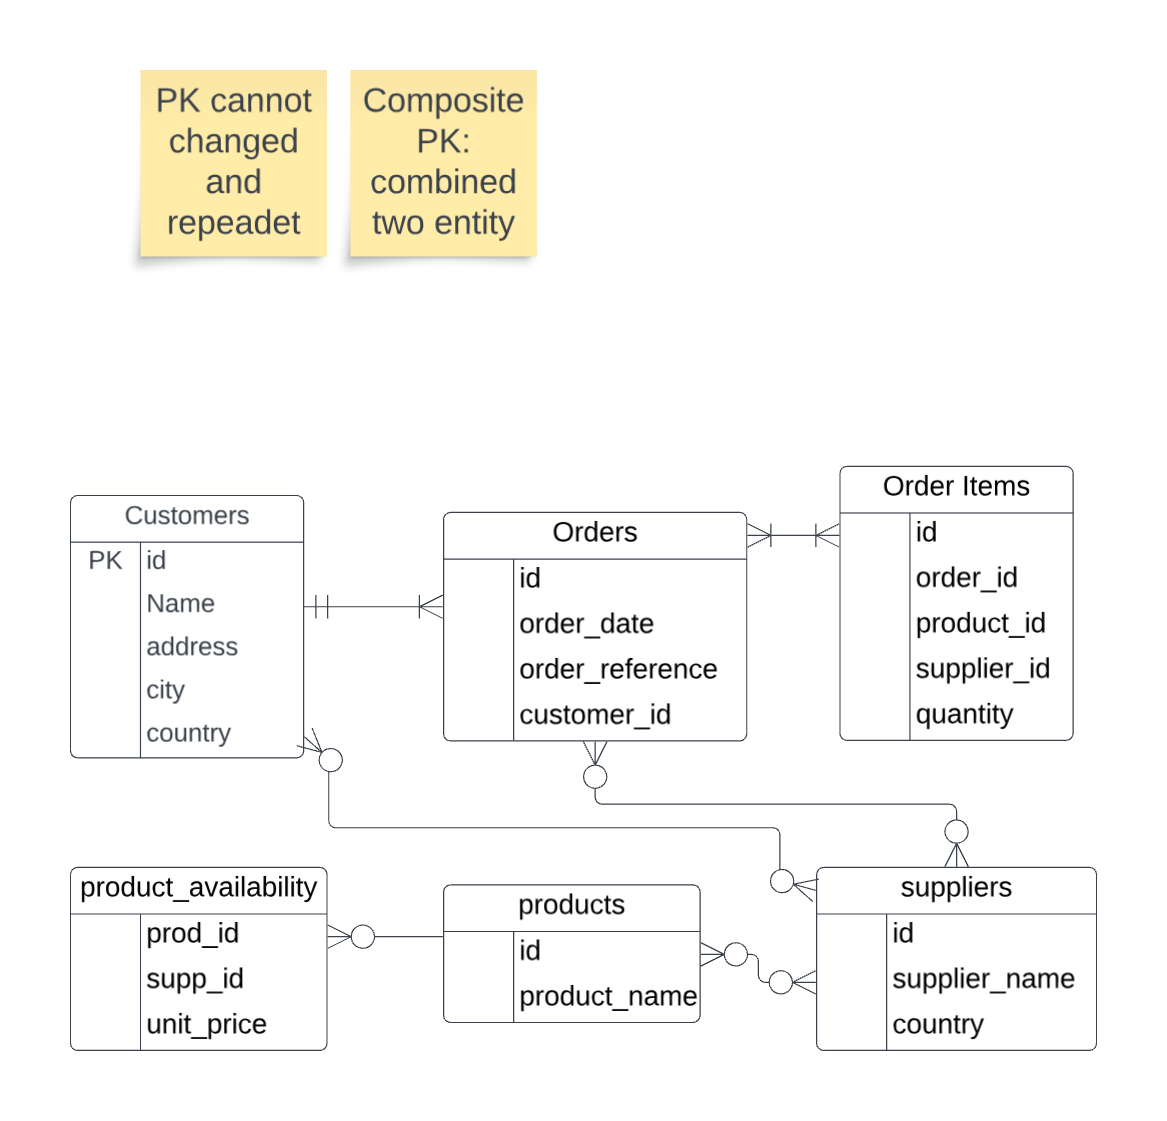 PK cannot
changed
and
repeadet
Composite
PK:
combined
two entity
Customers
PK id
Name
address
city
country
Orders
id
order_date
order_reference
customer_id
Order Items
id
order_id
product_id
supplier_id
quantity
product_availability
prod_id
supp_id
unit_price
products
id
product_name
suppliers
id
supplier_name
country